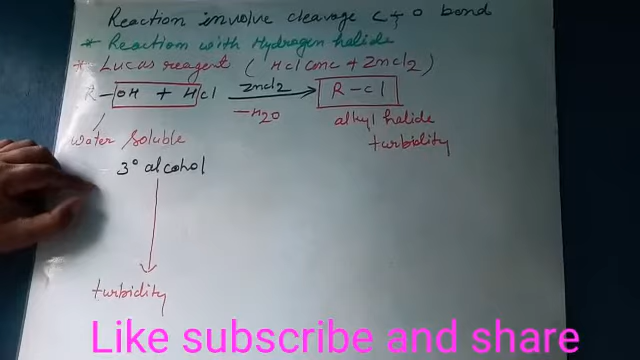 Reaction involve cleavage C÷O bond
* Reaction with Hydrogen halide
* Lucas reagent ( HCl conc + ZnCl2 )
R-OH + HCl ZnCl2 -H2O R-Cl
alkyl halide
water soluble turbidity
3° alcohol
turbidity
Like subscribe and share